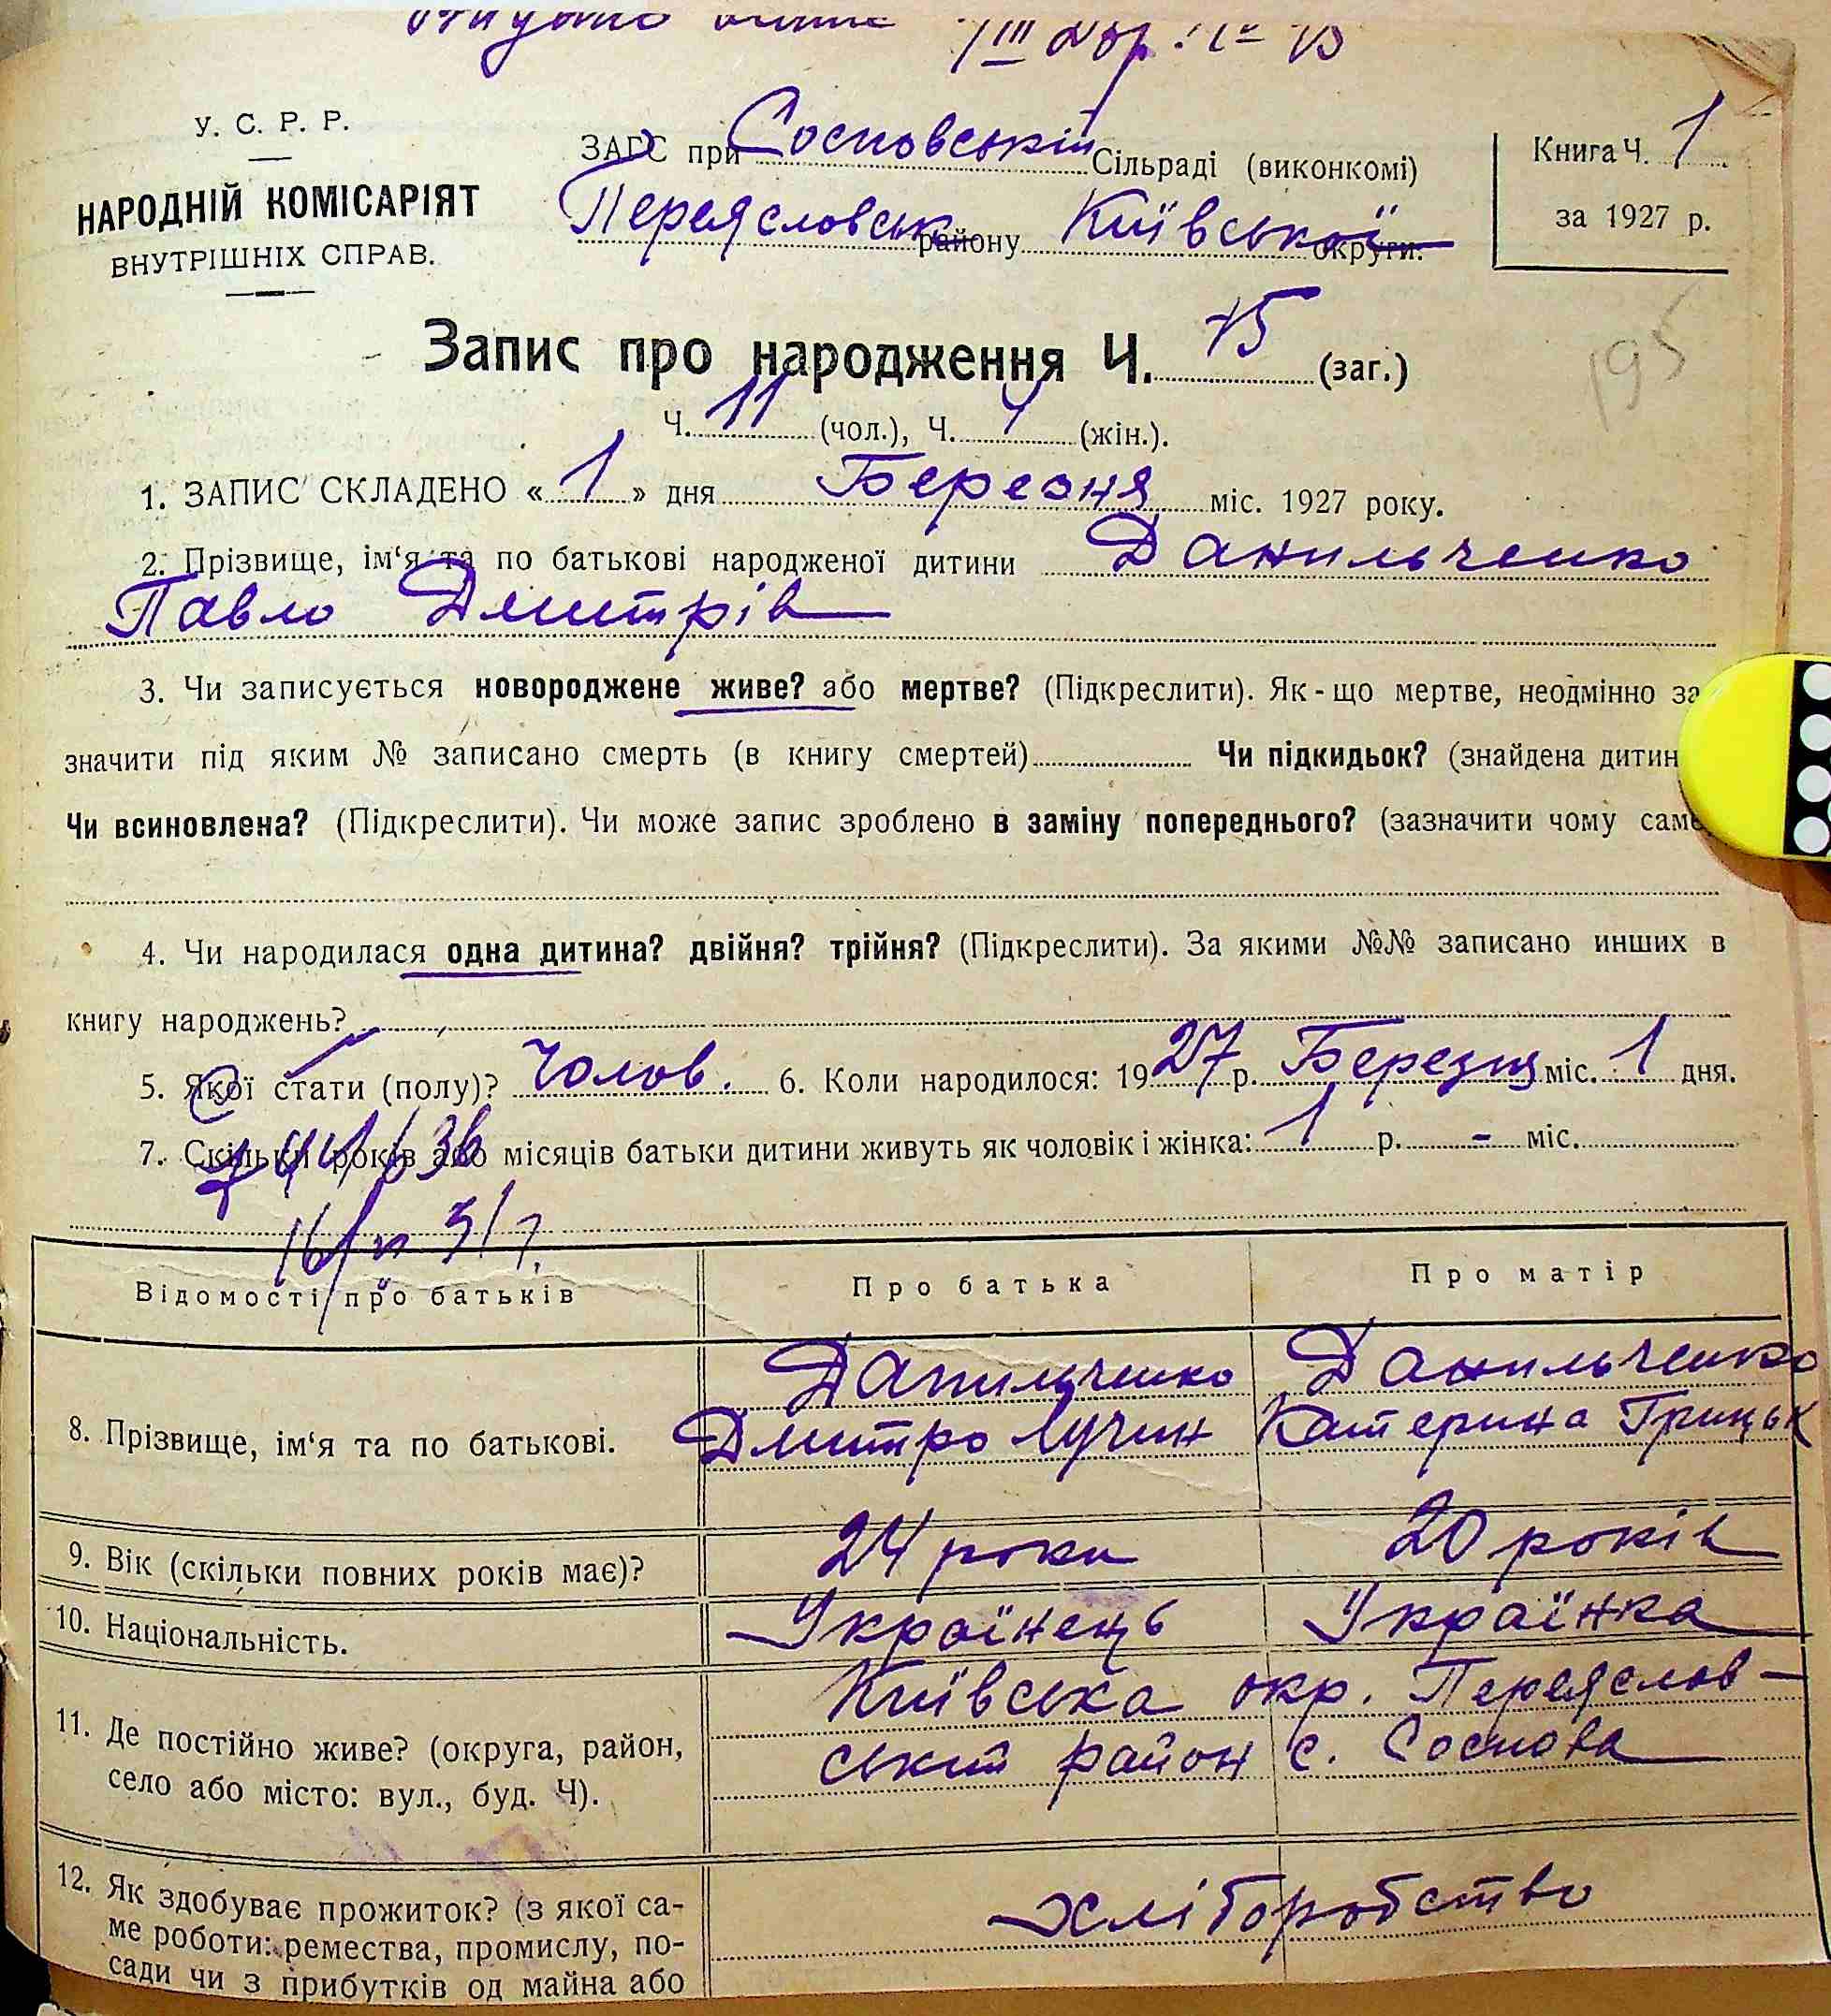 У. С. Р. Р.
НАРОДНІЙ КОМІСАРІЯТ
ВНУТРІШНІХ СПРАВ.
ЗАГС при Сосновській Сільраді (виконкомі)
Переясловськ району Київської округи.
Книга Ч. 1
за 1927 р.
195
Запис про народження Ч. 15 (заг.)
Ч. 11 (чол.), Ч. 4 (жін.).
1. ЗАПИС СКЛАДЕНО « 1 » дня Березня міс. 1927 року.
2. Прізвище, ім‘я та по батькові народженої дитини Данильченко
Павло Дмитрів
3. Чи записується новороджене живе? або мертве? (Підкреслити). Як-що мертве, неодмінно за
значити під яким № записано смерть (в книгу смертей) Чи підкидьок? (знайдена дитин
Чи всиновлена? (Підкреслити). Чи може запис зроблено в заміну попереднього? (зазначити чому саме
4. Чи народилася одна дитина? двійня? трійня? (Підкреслити). За якими №№ записано инших в
книгу народжень?
5. Якої стати (полу)? Чолов. 6. Коли народилося: 1927 р. Березня міс. 1 дня.
7. Скільки років або місяців батьки дитини живуть як чоловік і жінка: 1 р. - міс.
Відомості про батьків Про батька Про матір
8. Прізвище, ім‘я та по батькові.
Данильченко Данильченко
Дмитро Лучин Катерина Грицьк
9. Вік (скільки повних років має)? 24 роки 20 років
10. Національність. Українець Українка
11. Де постійно живе? (округа, район,
село або місто: вул., буд. Ч).
Київська окр. Переяслов-
ський район с. Соснова
12. Як здобуває прожиток? (з якої са-
ме роботи: ремества, промислу, по-
сади чи з прибутків од майна або
хліборобство